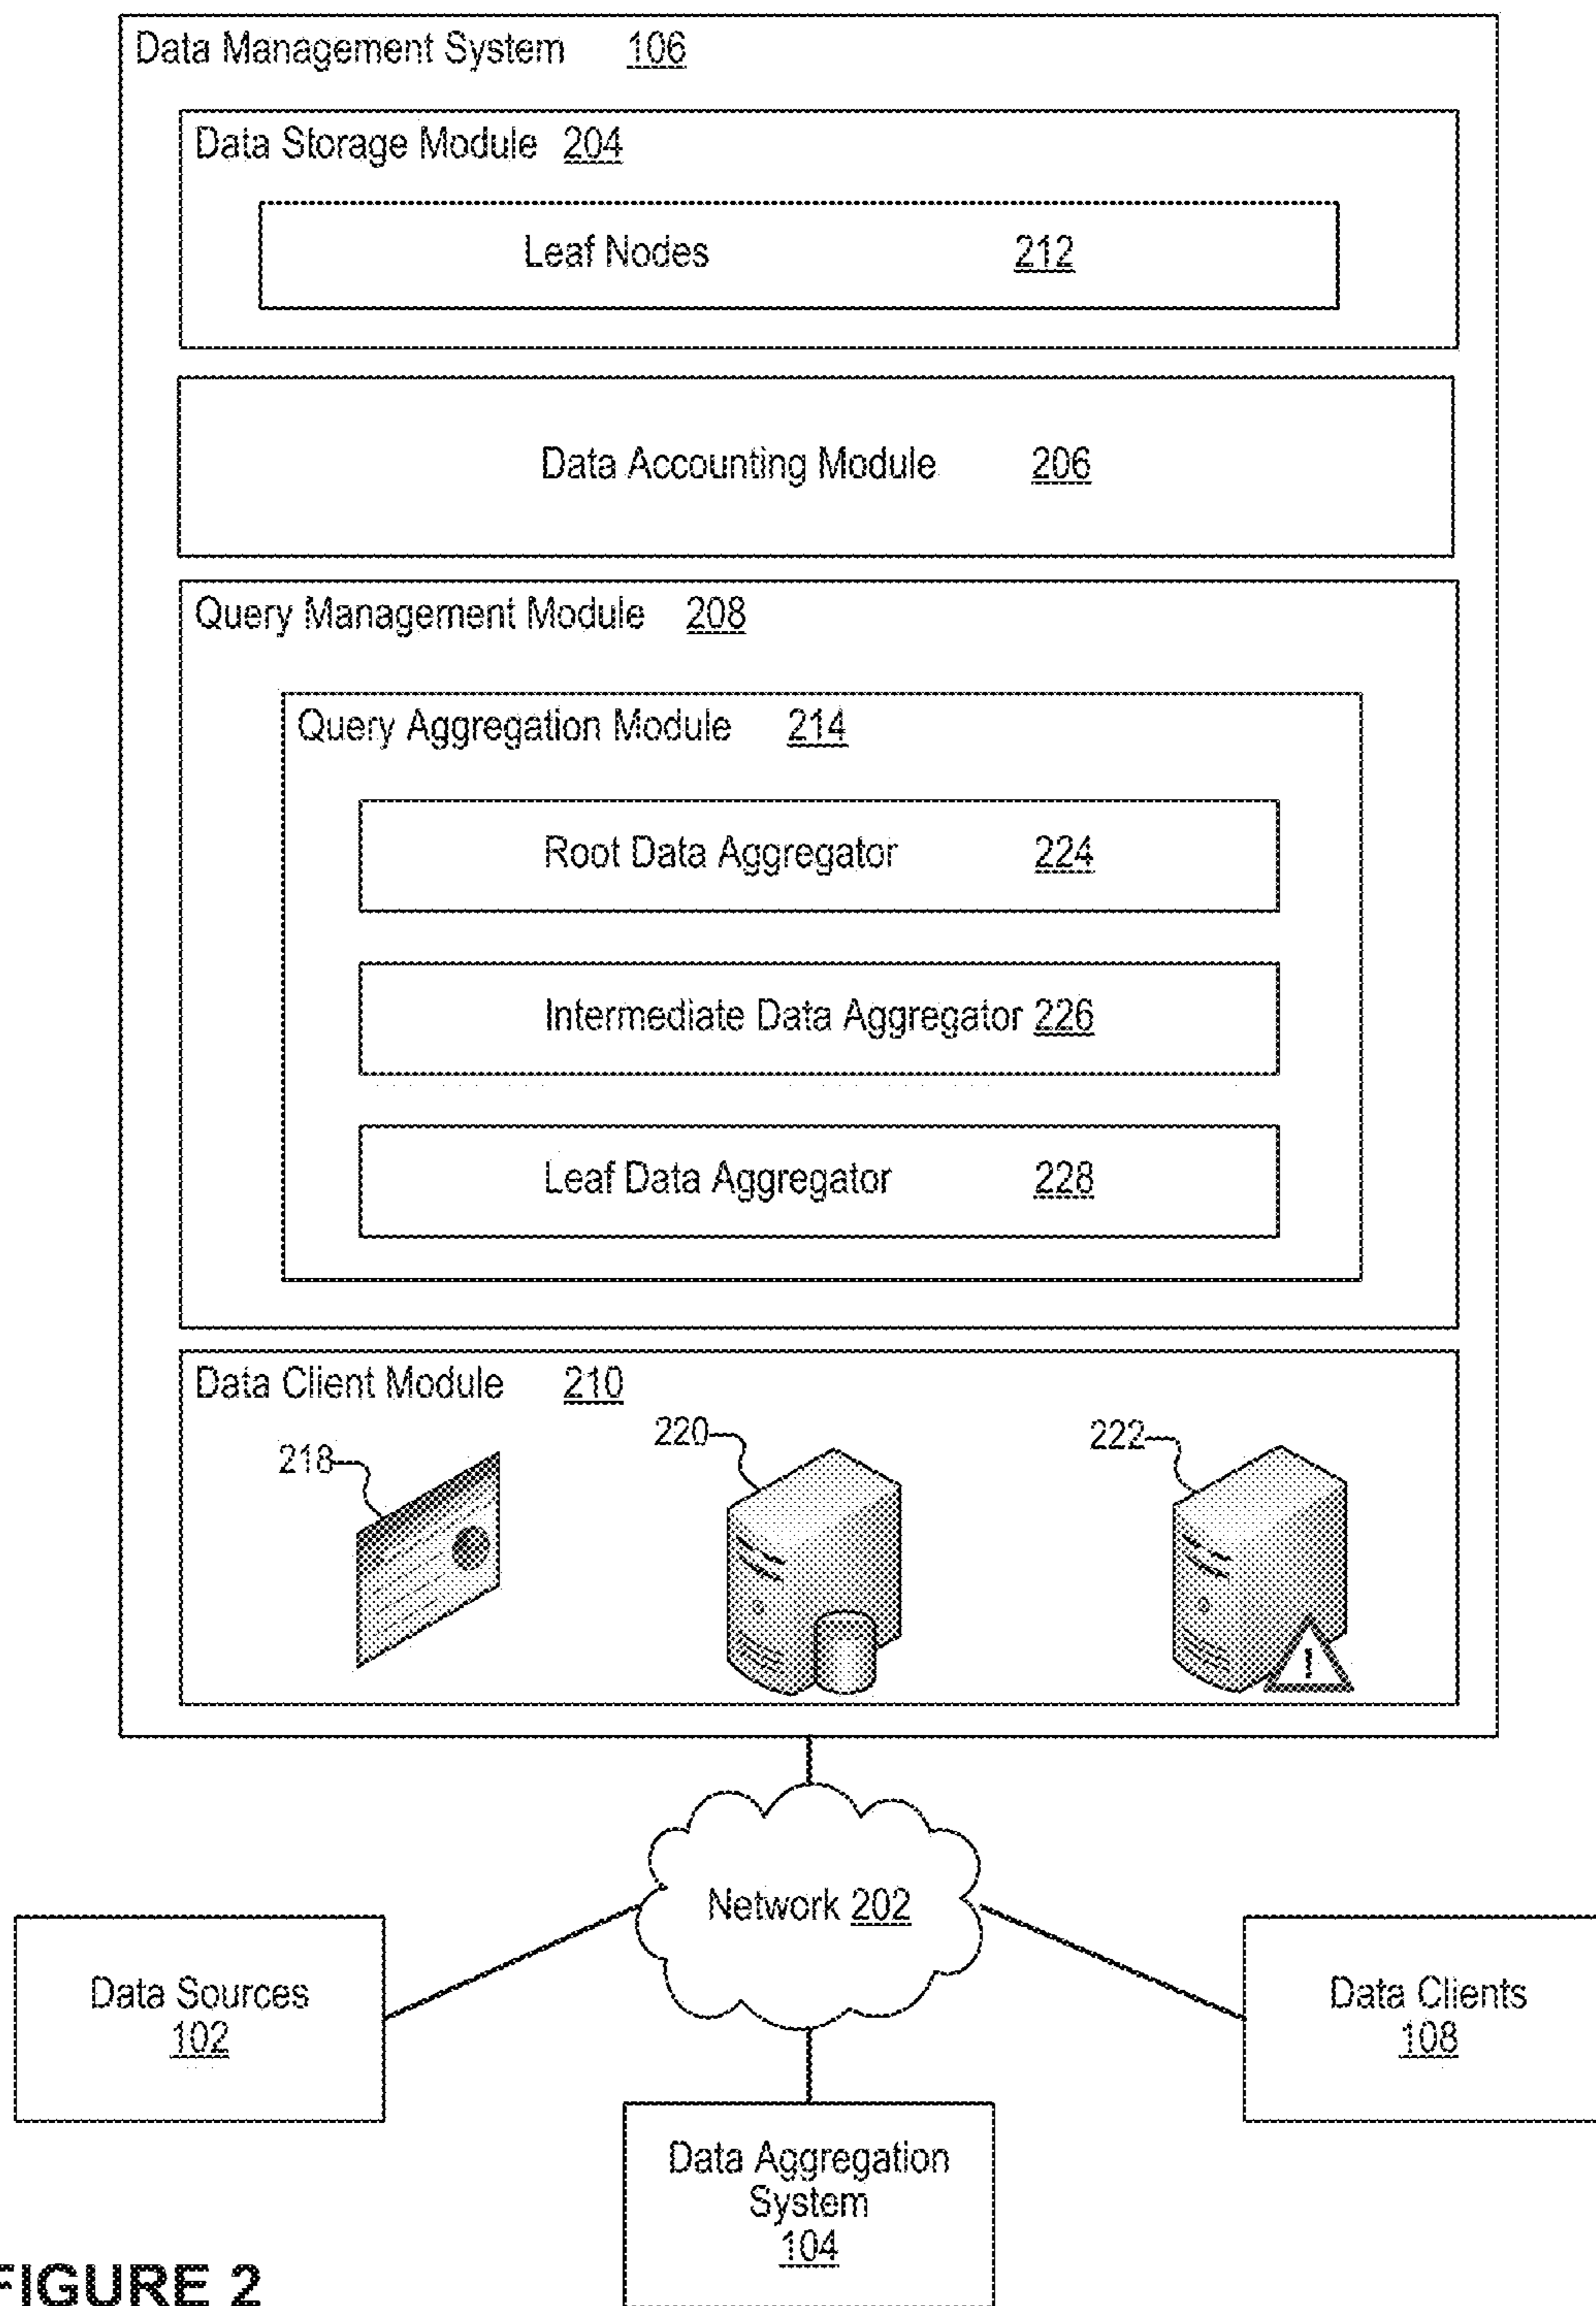 Data Management System 106
Data Storage Module 204
Leaf Nodes 212
Data Accounting Module 206
Query Management Module 208
Query Aggregation Module 214
Root Data Aggregator 224
Intermediate Data Aggregator 226
Leaf Data Aggregator 228
Data Client Module 210
218
220
222
!
Network 202
Data Sources
102
Data Clients
108
Data Aggregation
System
104
FIGURE 2